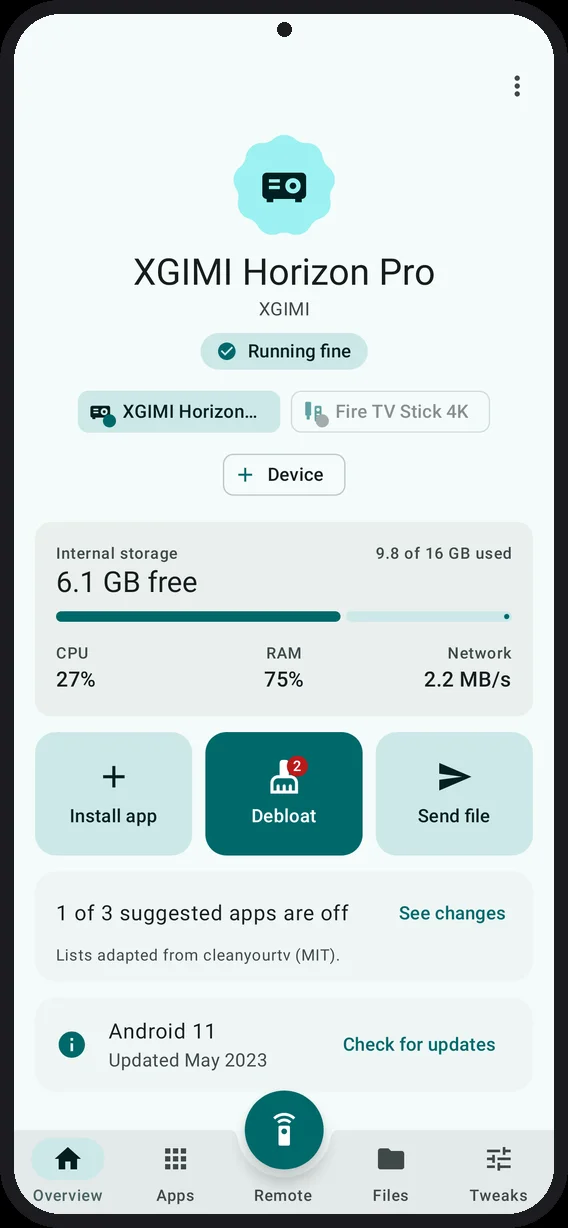 XGIMI Horizon Pro
XGIMI
Running fine
XGIMI Horizon...
Fire TV Stick 4K
+ Device
Internal storage
9.8 of 16 GB used
6.1 GB free
CPU
RAM
Network
27%
75%
2.2 MB/s
2
Install app
Debloat
Send file
1 of 3 suggested apps are off
See changes
Lists adapted from cleanyourtv (MIT).
Android 11
Updated May 2023
Check for updates
Overview
Apps
Remote
Files
Tweaks